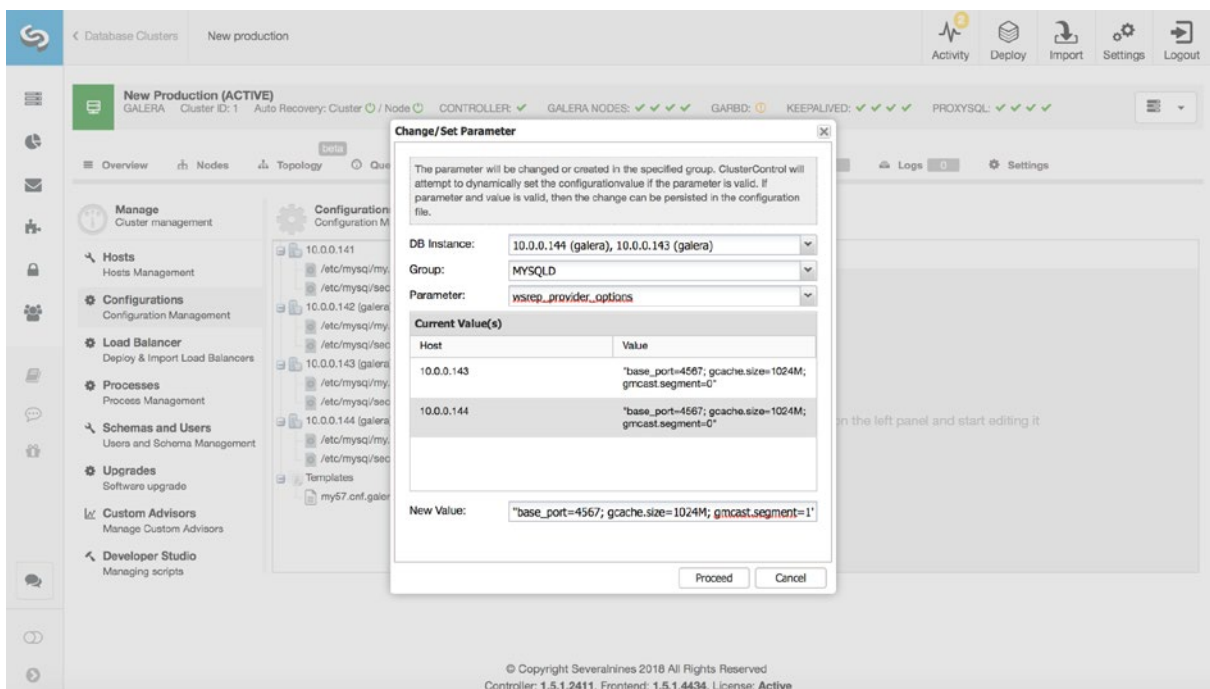 Database Clusters New production
2
Activity Deploy Import Settings Logout
New Production (ACTIVE)
GALERA Cluster ID: 1 Auto Recovery: Cluster / Node CONTROLLER: GALERA NODES: GARBD: KEEPALIVED: PROXYSQL:
beta
Overview Nodes Topology Logs 0 Settings
Manage
Cluster management
Hosts
Hosts Management
Configurations
Configuration Management
Load Balancer
Deploy & Import Load Balancers
Processes
Process Management
Schemas and Users
Users and Schema Management
Upgrades
Software upgrade
Custom Advisors
Manage Custom Advisors
Developer Studio
Managing scripts
Configuration
Configuration M
10.0.0.141
/etc/mysql/my.
/etc/mysql/sec
10.0.0.142 (galera
/etc/mysql/my.
/etc/mysql/sec
10.0.0.143 (galera
/etc/mysql/my.
/etc/mysql/sec
10.0.0.144 (galera
/etc/mysql/my.
/etc/mysql/sec
Templates
my57.cnf.galer
Change/Set Parameter
The parameter will be changed or created in the specified group. ClusterControl will
attempt to dynamically set the configurationvalue if the parameter is valid. If
parameter and value is valid, then the change can be persisted in the configuration
file.
DB Instance: 10.0.0.144 (galera), 10.0.0.143 (galera)
Group: MYSQLD
Parameter: wsrep_provider_options
Current Value(s)
Host Value
10.0.0.143 "base_port=4567; gcache.size=1024M;
gmcast.segment=0"
10.0.0.144 "base_port=4567; gcache.size=1024M;
gmcast.segment=0"
New Value: "base_port=4567; gcache.size=1024M; gmcast.segment=1"
Proceed Cancel
on the left panel and start editing it
© Copyright Severalnines 2018 All Rights Reserved
Controller: 1.5.1.2411, Frontend: 1.5.1.4434, License: Active